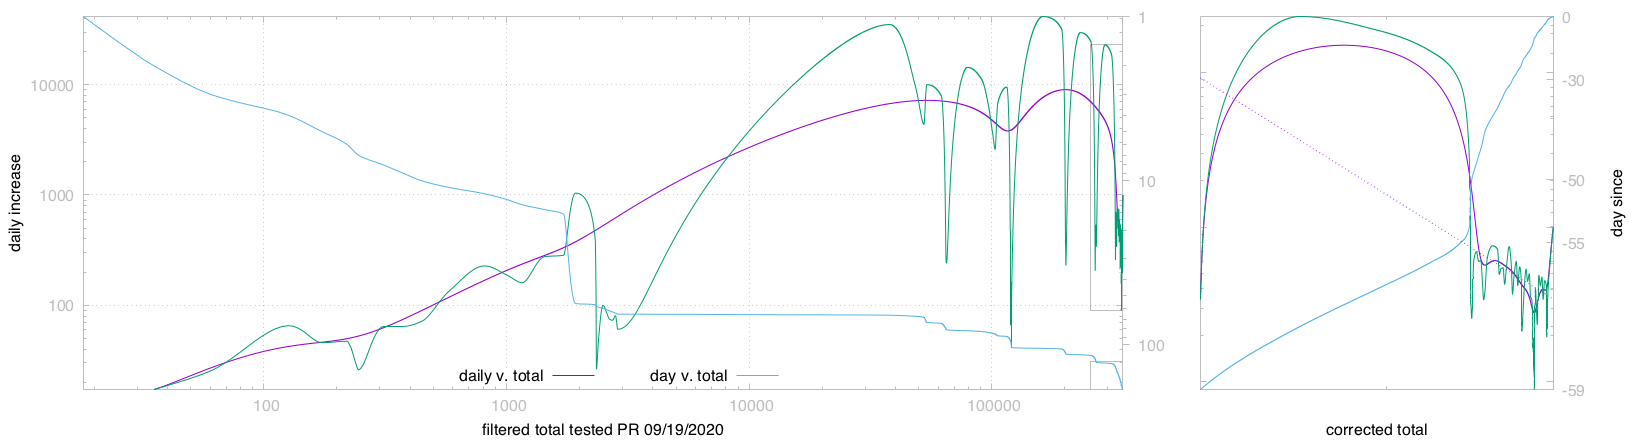 daily increase
10000
1000
100
100
1000
10000
100000
1
10
100
daily v. total
day v. total
filtered total tested PR 09/19/2020
0
-30
-50
-55
-59
day since
corrected total